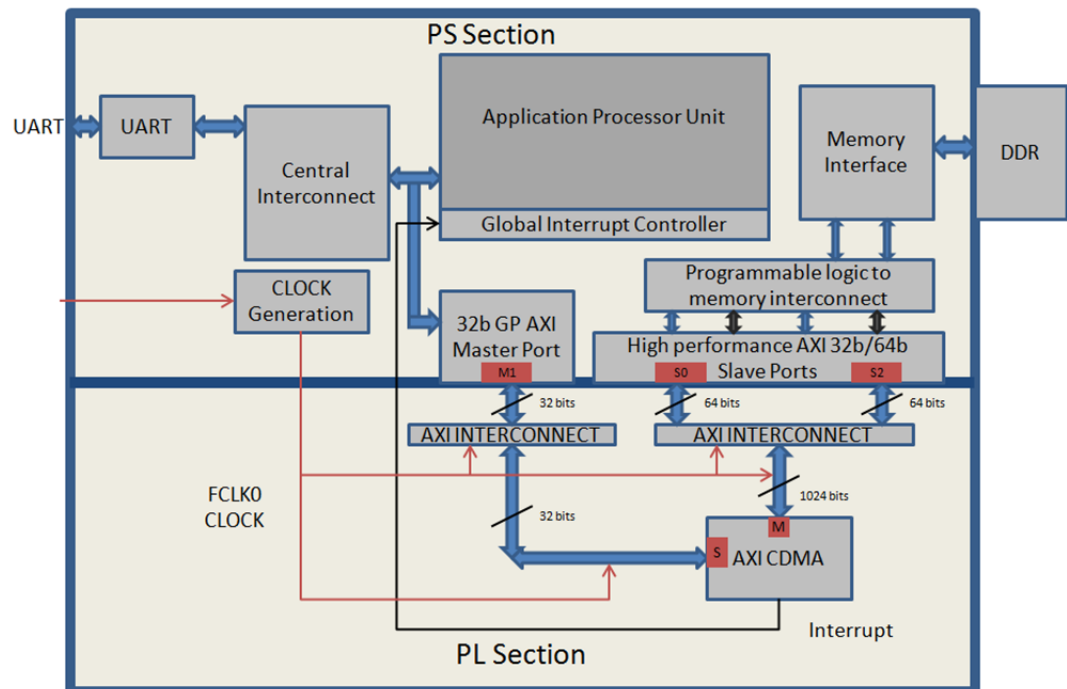 PS Section
UART
UART
Central
Interconnect
Application Processor Unit
Global Interrupt Controller
Memory
Interface
DDR
CLOCK
Generation
Programmable logic to
memory interconnect
32b GP AXI
Master Port
M1
High performance AXI 32b/64b
Slave Ports
S0
S2
32 bits
64 bits
64 bits
AXI INTERCONNECT
AXI INTERCONNECT
FCLK0
CLOCK
1024 bits
32 bits
M
S
AXI CDMA
Interrupt
PL Section